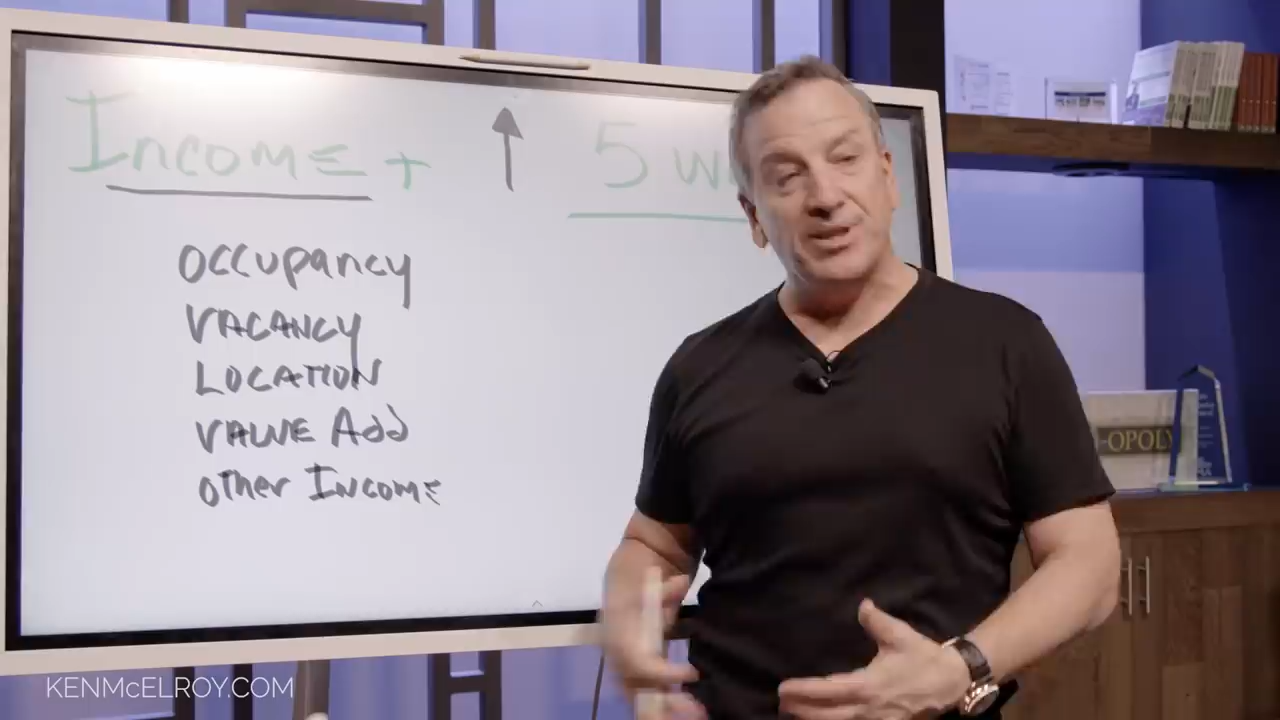 Income + ↑ 5 W
Occupancy
Vacancy
Location
Value Add
Other Income
-OPOLY
KENMcELROY.COM